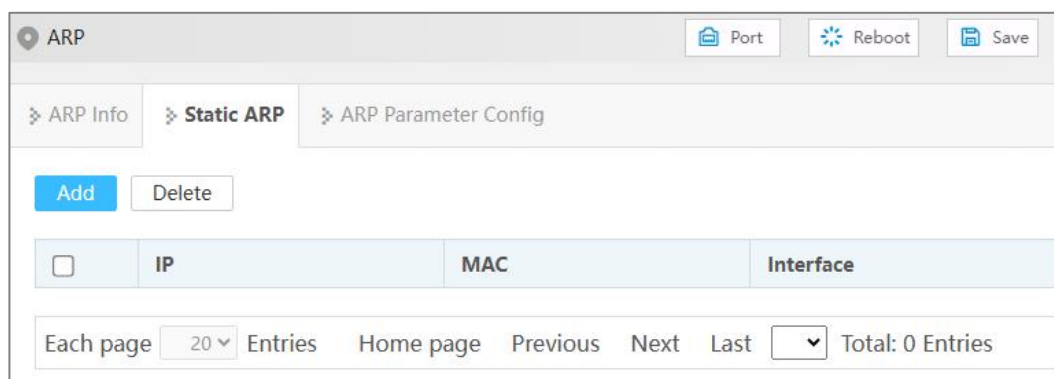 ARP Port Reboot Save
ARP Info Static ARP ARP Parameter Config
Add Delete
IP MAC Interface
Each page 20 Entries Home page Previous Next Last Total: 0 Entries